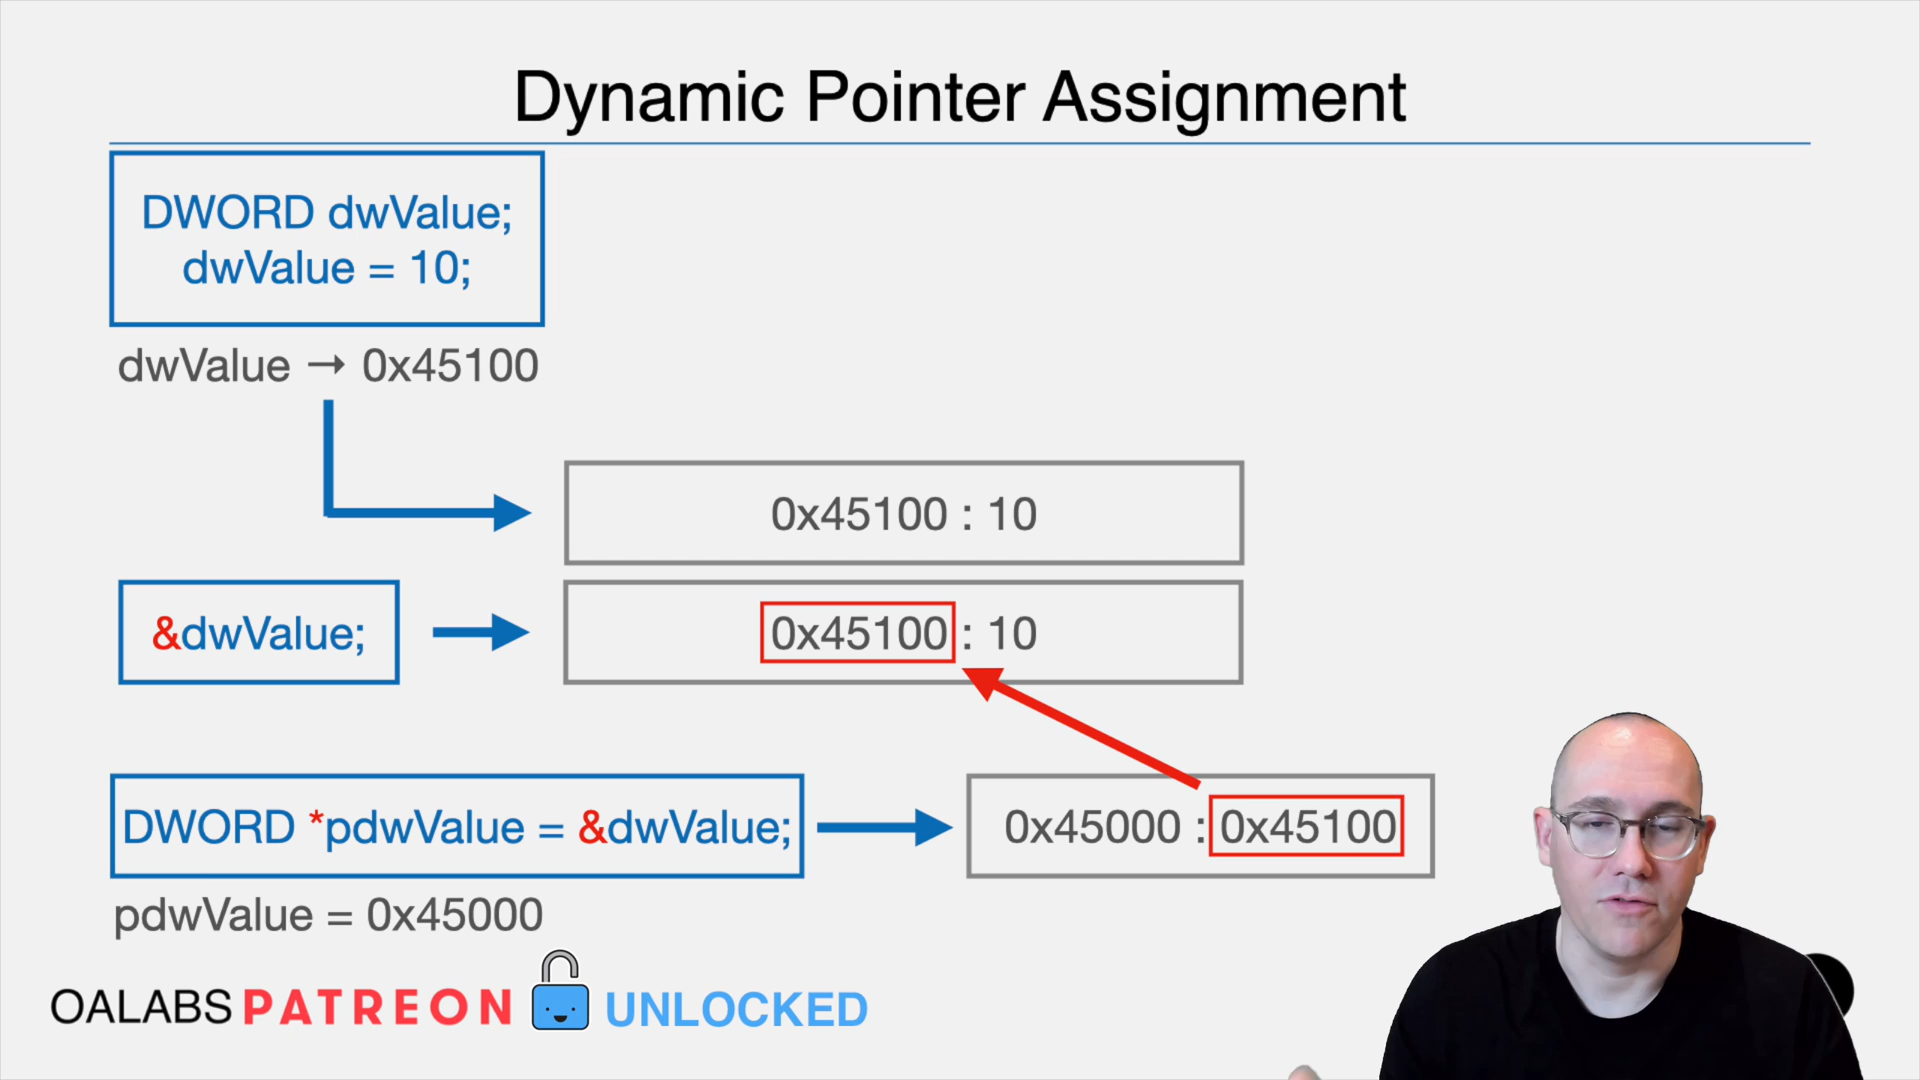 Dynamic Pointer Assignment
DWORD dwValue;
dwValue = 10;
dwValue → 0x45100
0x45100 : 10
&dwValue;
0x45100 : 10
DWORD *pdwValue = &dwValue;
0x45000 : 0x45100
pdwValue = 0x45000
OALABS PATREON UNLOCKED